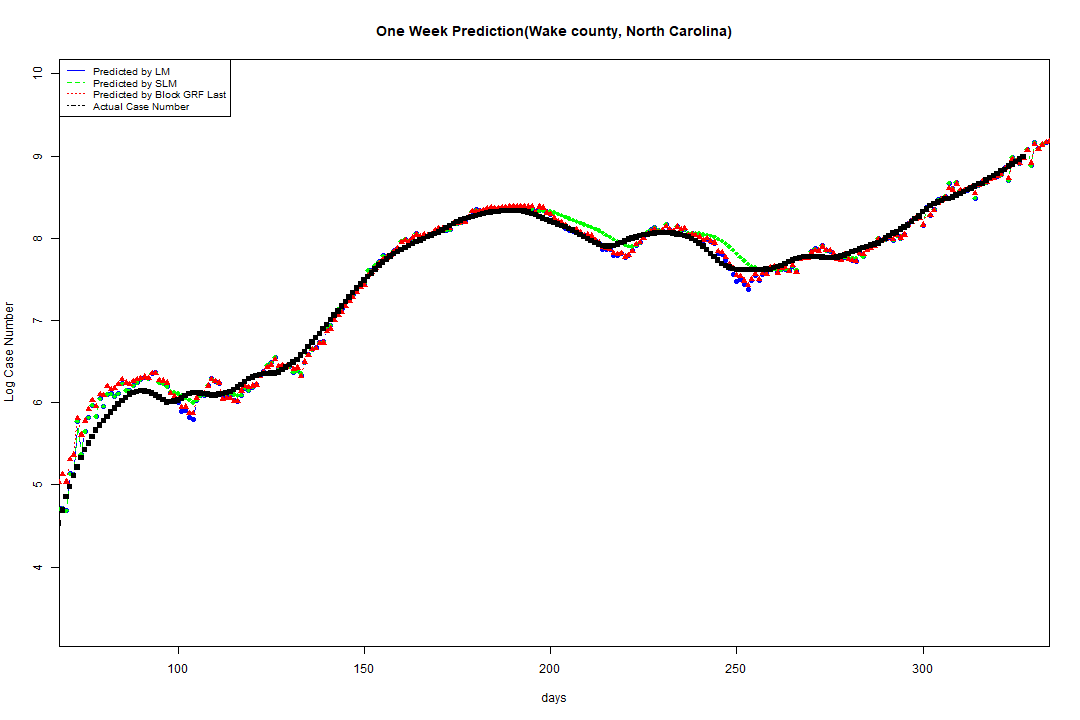 One Week Prediction(Wake county, North Carolina)
Predicted by LM
Predicted by SLM
Predicted by Block GRF Last
Actual Case Number
10
9
8
7
6
5
4
Log Case Number
100 150 200 250 300
days